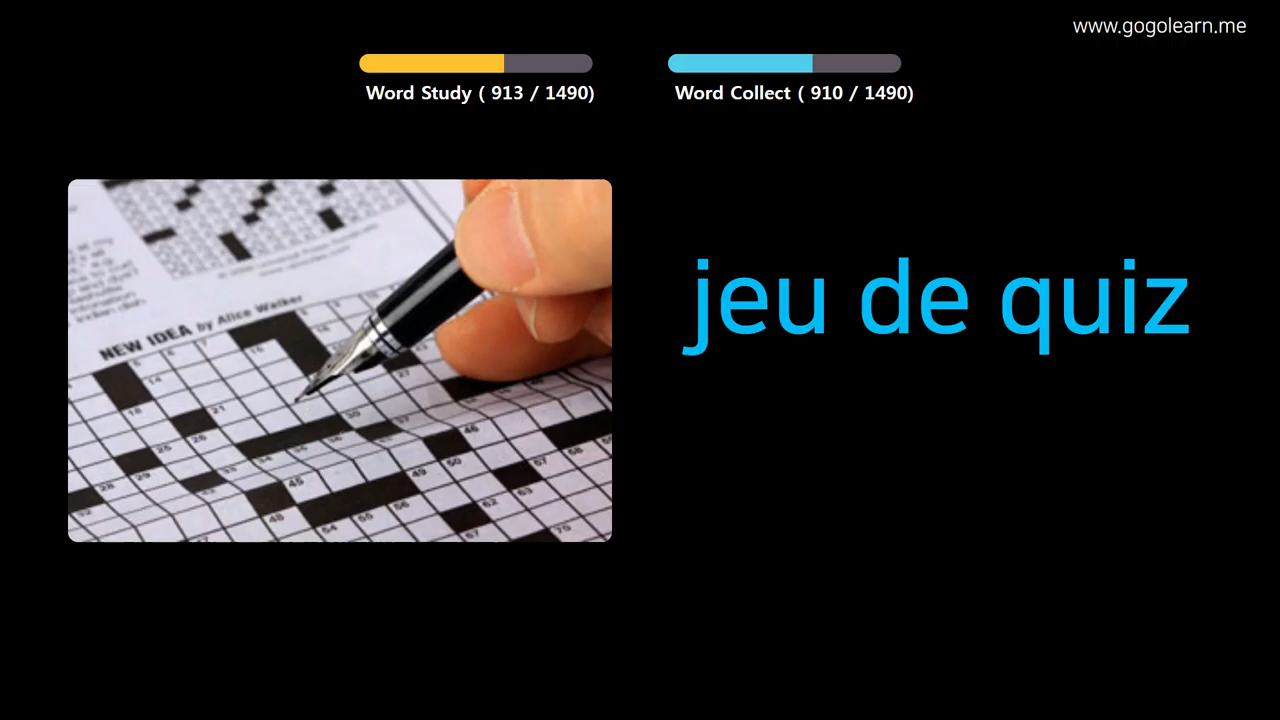 www.gogolearn.me
Word Study ( 913 / 1490)
Word Collect ( 910 / 1490)
NEW IDEA by Alice Walker
jeu de quiz